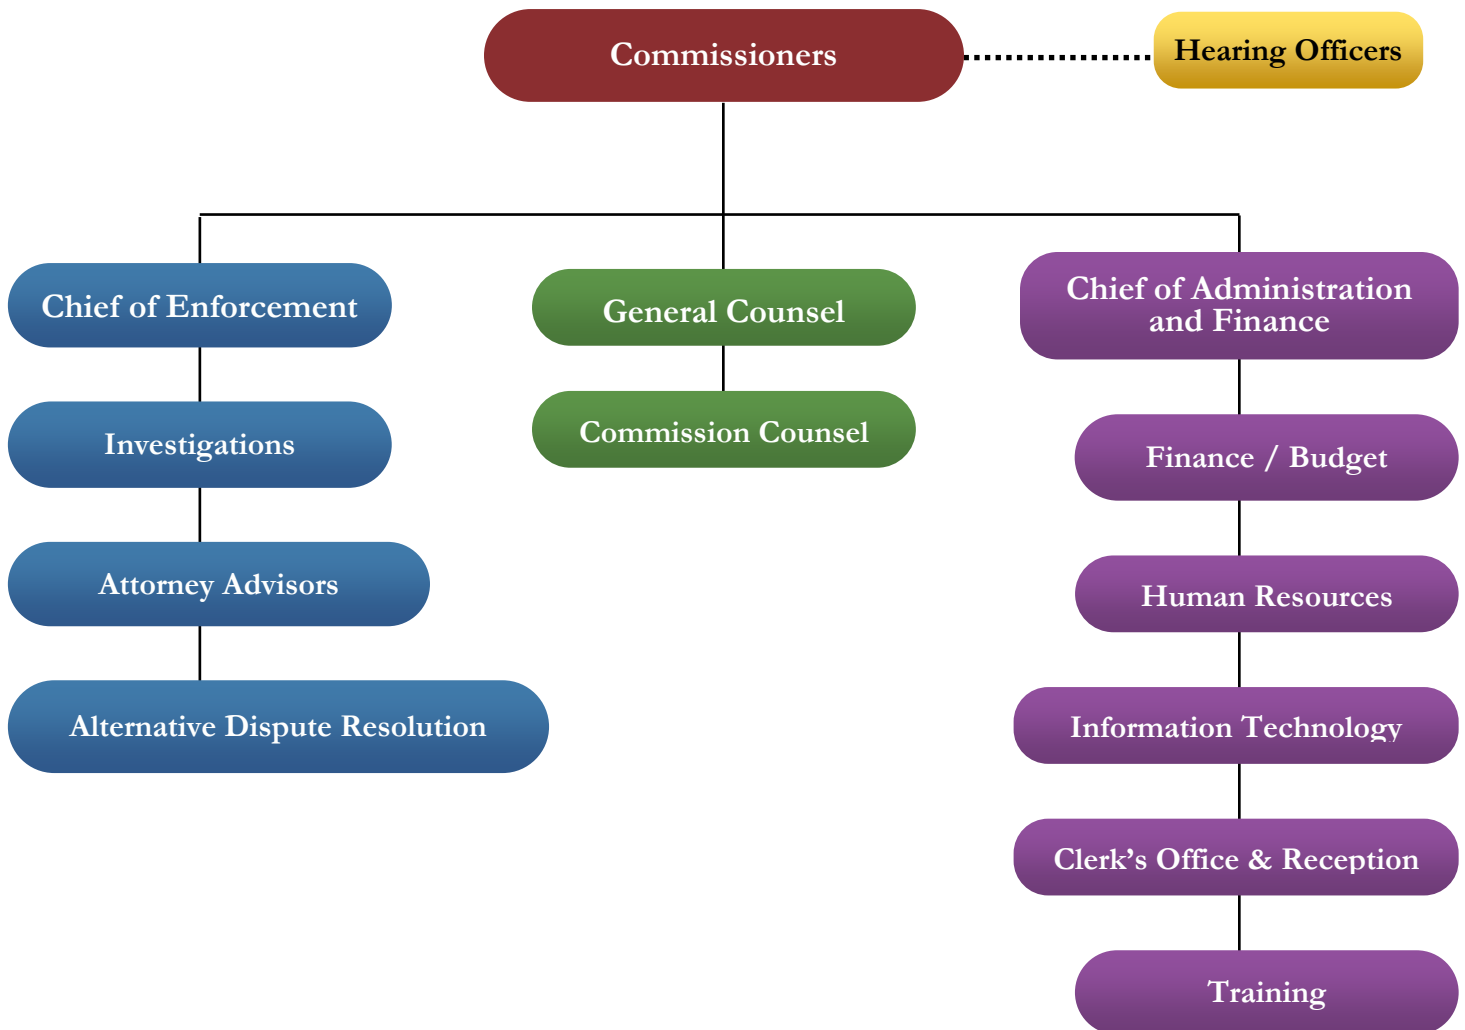 Commissioners
Hearing Officers
Chief of Enforcement
General Counsel
Chief of Administration
and Finance
Investigations
Commission Counsel
Finance / Budget
Attorney Advisors
Human Resources
Alternative Dispute Resolution
Information Technology
Clerk’s Office & Reception
Training